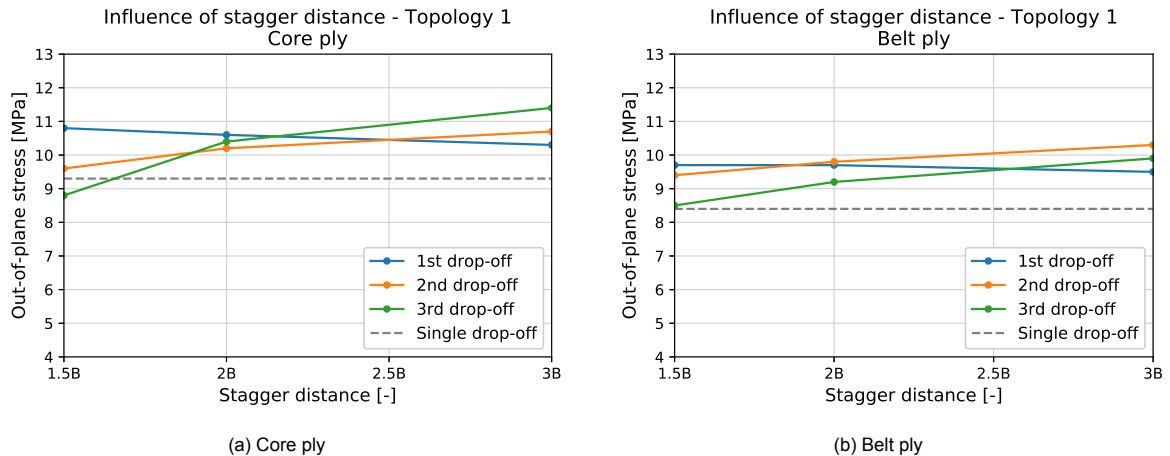 Influence of stagger distance - Topology 1
Core ply
13
12
11
10
9
8
7
6
5
4
Out-of-plane stress [MPa]
1st drop-off
2nd drop-off
3rd drop-off
Single drop-off
1.5B 2B 2.5B 3B
Stagger distance [-]
(a) Core ply
Influence of stagger distance - Topology 1
Belt ply
13
12
11
10
9
8
7
6
5
4
Out-of-plane stress [MPa]
1st drop-off
2nd drop-off
3rd drop-off
Single drop-off
1.5B 2B 2.5B 3B
Stagger distance [-]
(b) Belt ply